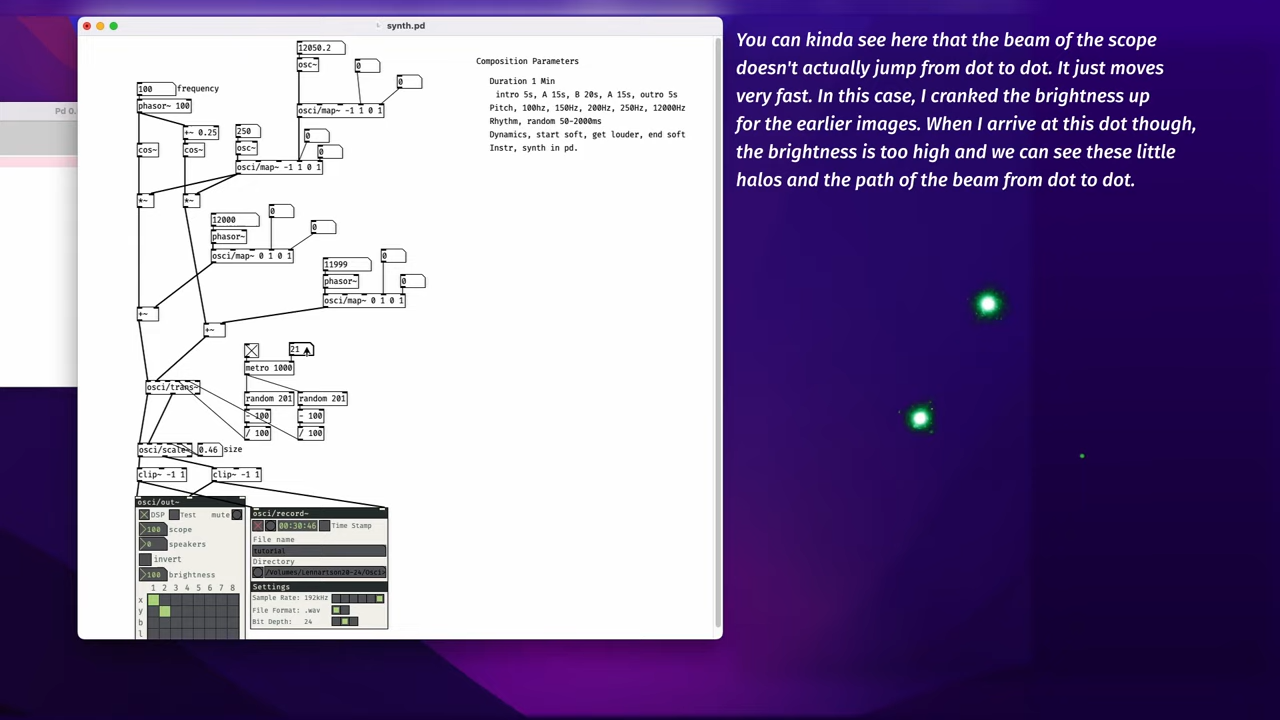 synth.pd
You can kinda see here that the beam of the scope
doesn't actually jump from dot to dot. It just moves
very fast. In this case, I cranked the brightness up
for the earlier images. When I arrive at this dot though,
the brightness is too high and we can see these little
halos and the path of the beam from dot to dot.
Pd 0.
12050.2
osc~
0
0
osci/map~ -1 1 0 1
100 frequency
phasor~ 100
+~ 0.25
cos~
cos~
250
osc~
0
0
osci/map~ -1 1 0 1
*~
*~
12000
0
0
phasor~
osci/map~ 0 1 0 1
11999
0
0
phasor~
osci/map~ 0 1 0 1
+~
+~
21
metro 1000
osci/trans~
random 201
random 201
- 100
- 100
/ 100
/ 100
osci/scale~
0.46 size
clip~ -1 1
clip~ -1 1
Composition Parameters
Duration 1 Min
intro 5s, A 15s, B 20s, A 15s, outro 5s
Pitch, 100hz, 150Hz, 200Hz, 250Hz, 12000Hz
Rhythm, random 50-2000ms
Dynamics, start soft, get louder, end soft
Instr, synth in pd.
osci/out~
DSP Test mute
100 scope
0 speakers
invert
100 brightness
1 2 3 4 5 6 7 8
x
y
b
l
osci/record~
00:30:46 Time Stamp
File name
tutorial
Directory
/Volumes/Lennartson20-24/Osci
Settings
Sample Rate: 192kHz
File Format: .wav
Bit Depth: 24